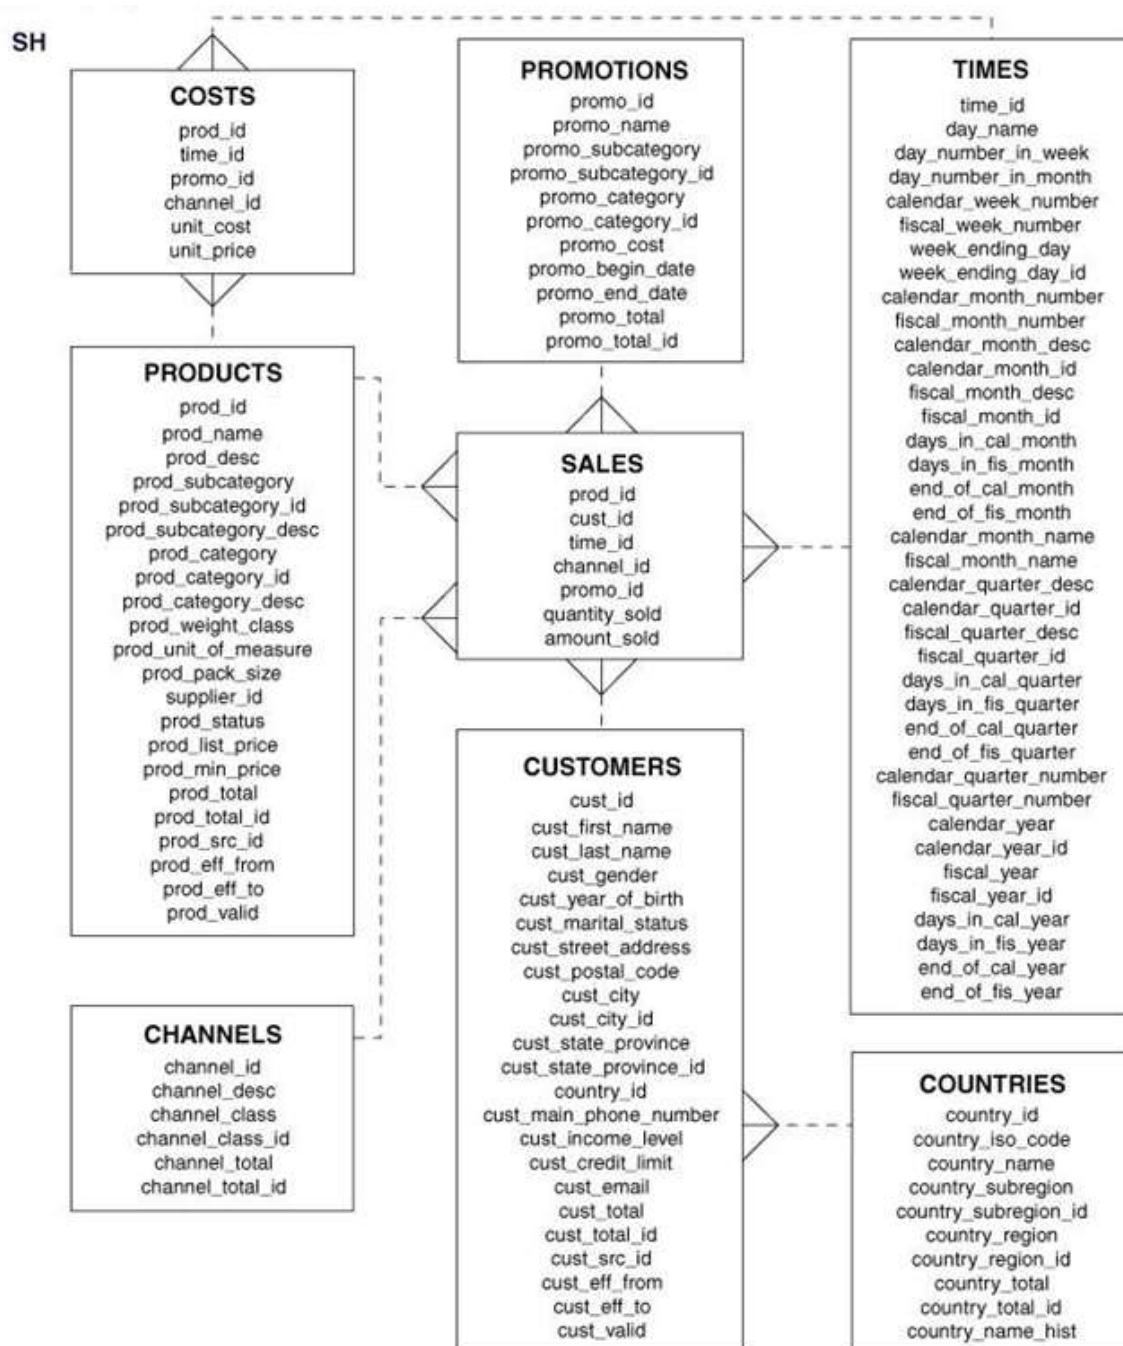 SH
COSTS
prod_id
time_id
promo_id
channel_id
unit_cost
unit_price
PROMOTIONS
promo_id
promo_name
promo_subcategory
promo_subcategory_id
promo_category
promo_category_id
promo_cost
promo_begin_date
promo_end_date
promo_total
promo_total_id
TIMES
time_id
day_name
day_number_in_week
day_number_in_month
calendar_week_number
fiscal_week_number
week_ending_day
week_ending_day_id
calendar_month_number
fiscal_month_number
calendar_month_desc
calendar_month_id
fiscal_month_desc
fiscal_month_id
days_in_cal_month
days_in_fis_month
end_of_cal_month
end_of_fis_month
calendar_month_name
fiscal_month_name
calendar_quarter_desc
calendar_quarter_id
fiscal_quarter_desc
fiscal_quarter_id
days_in_cal_quarter
days_in_fis_quarter
end_of_cal_quarter
end_of_fis_quarter
calendar_quarter_number
fiscal_quarter_number
calendar_year
calendar_year_id
fiscal_year
fiscal_year_id
days_in_cal_year
days_in_fis_year
end_of_cal_year
end_of_fis_year
PRODUCTS
prod_id
prod_name
prod_desc
prod_subcategory
prod_subcategory_id
prod_subcategory_desc
prod_category
prod_category_id
prod_category_desc
prod_weight_class
prod_unit_of_measure
prod_pack_size
supplier_id
prod_status
prod_list_price
prod_min_price
prod_total
prod_total_id
prod_src_id
prod_eff_from
prod_eff_to
prod_valid
SALES
prod_id
cust_id
time_id
channel_id
promo_id
quantity_sold
amount_sold
CUSTOMERS
cust_id
cust_first_name
cust_last_name
cust_gender
cust_year_of_birth
cust_marital_status
cust_street_address
cust_postal_code
cust_city
cust_city_id
cust_state_province
cust_state_province_id
country_id
cust_main_phone_number
cust_income_level
cust_credit_limit
cust_email
cust_total
cust_total_id
cust_src_id
cust_eff_from
cust_eff_to
cust_valid
CHANNELS
channel_id
channel_desc
channel_class
channel_class_id
channel_total
channel_total_id
COUNTRIES
country_id
country_iso_code
country_name
country_subregion
country_subregion_id
country_region
country_region_id
country_total
country_total_id
country_name_hist